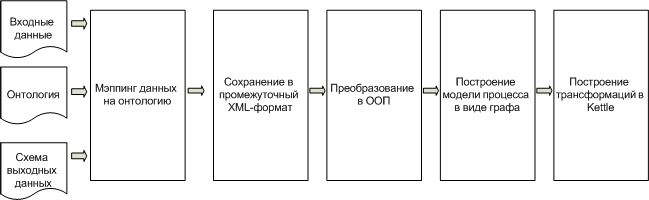 Входные
данные
Онтология
Схема
выходных
данных
Мэппинг данных
на онтологию
Сохранение в
промежуточный
XML-формат
Преобразование
в ООП
Построение
модели процесса
в виде графа
Построение
трансформаций в
Kettle